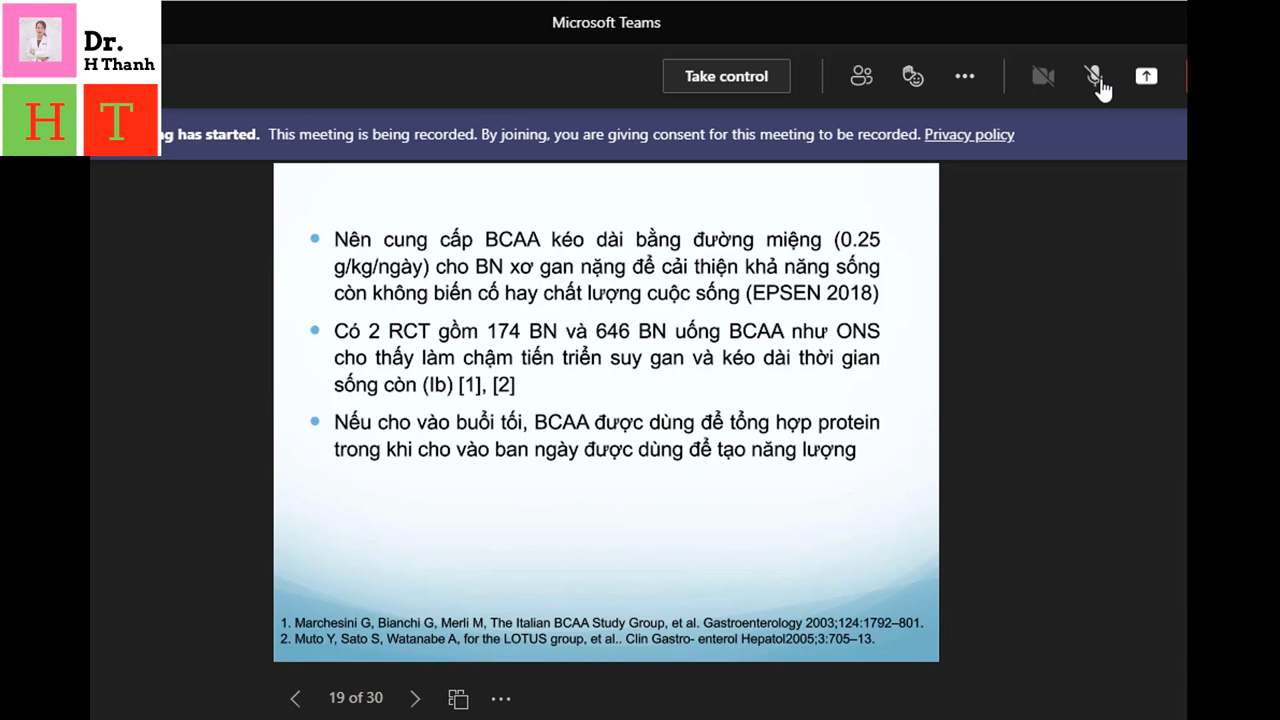 Microsoft Teams
Dr.
H Thanh
H T
Take control
ng has started. This meeting is being recorded. By joining, you are giving consent for this meeting to be recorded. Privacy policy
Nên cung cấp BCAA kéo dài bằng đường miệng (0.25
g/kg/ngày) cho BN xơ gan nặng để cải thiện khả năng sống
còn không biến cố hay chất lượng cuộc sống (EPSEN 2018)
Có 2 RCT gồm 174 BN và 646 BN uống BCAA như ONS
cho thấy làm chậm tiến triển suy gan và kéo dài thời gian
sống còn (Ib) [1], [2]
Nếu cho vào buổi tối, BCAA được dùng để tổng hợp protein
trong khi cho vào ban ngày được dùng để tạo năng lượng
1. Marchesini G, Bianchi G, Merli M, The Italian BCAA Study Group, et al. Gastroenterology 2003;124:1792–801.
2. Muto Y, Sato S, Watanabe A, for the LOTUS group, et al.. Clin Gastro- enterol Hepatol2005;3:705–13.
19 of 30